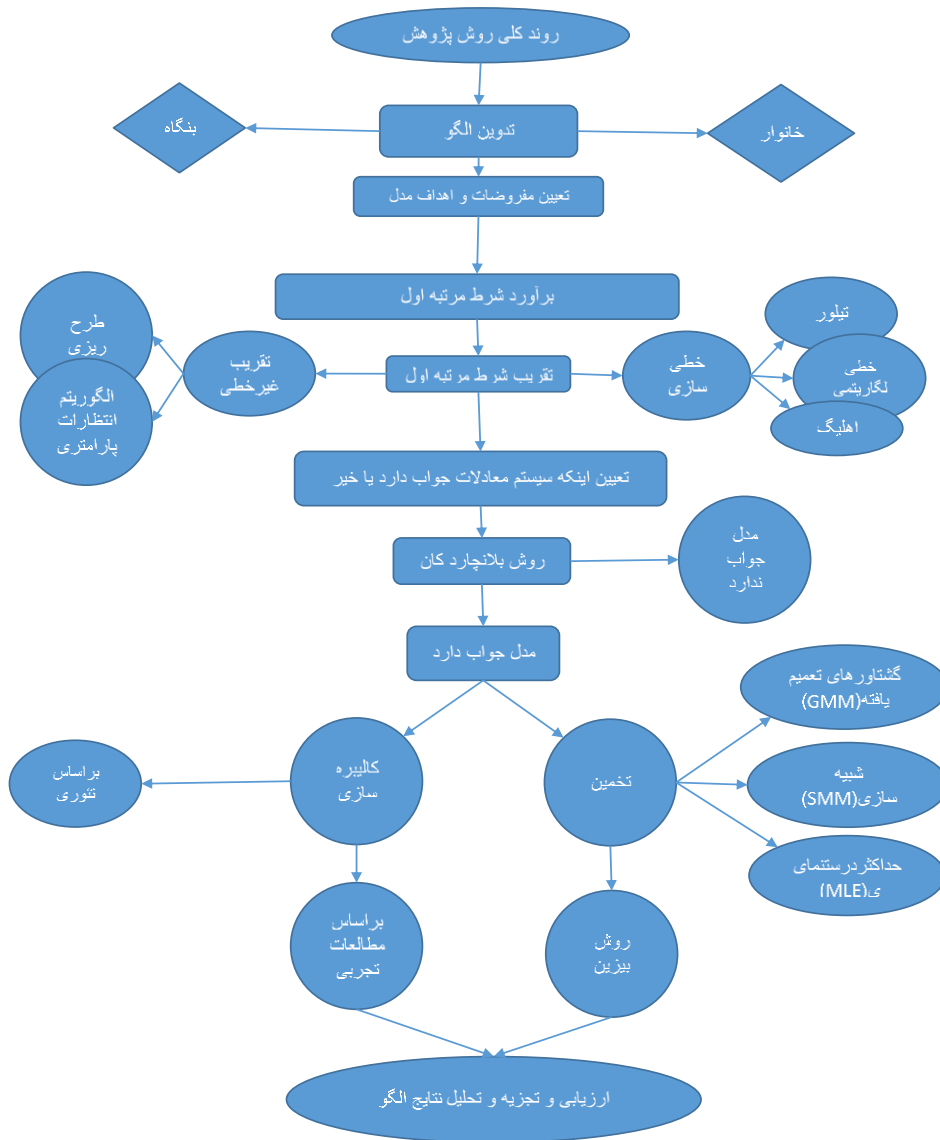 روند کلی روش پژوهش
خانوار
تدوین الگو
بنگاه
تعیین مفروضات و اهداف مدل
برآورد شرط مرتبه اول
تیلور
خطی
لگاریتمی
اهلیگ
خطی
سازی
تقریب شرط مرتبه اول
تقریب
غیرخطی
طرح
ریزی
الگوریتم
انتظارات
پارامتری
تعیین اینکه سیستم معادلات جواب دارد یا خیر
روش بلانچارد کان
مدل
جواب
ندارد
مدل جواب دارد
گشتاورهای تعمیم
یافته(GMM)
شبیه
سازی(SMM)
حداکثردرستنمای
ی(MLE)
تخمین
کالیبره
سازی
براساس
تئوری
روش
بیزین
براساس
مطالعات
تجربی
ارزیابی و تجزیه و تحلیل نتایج الگو